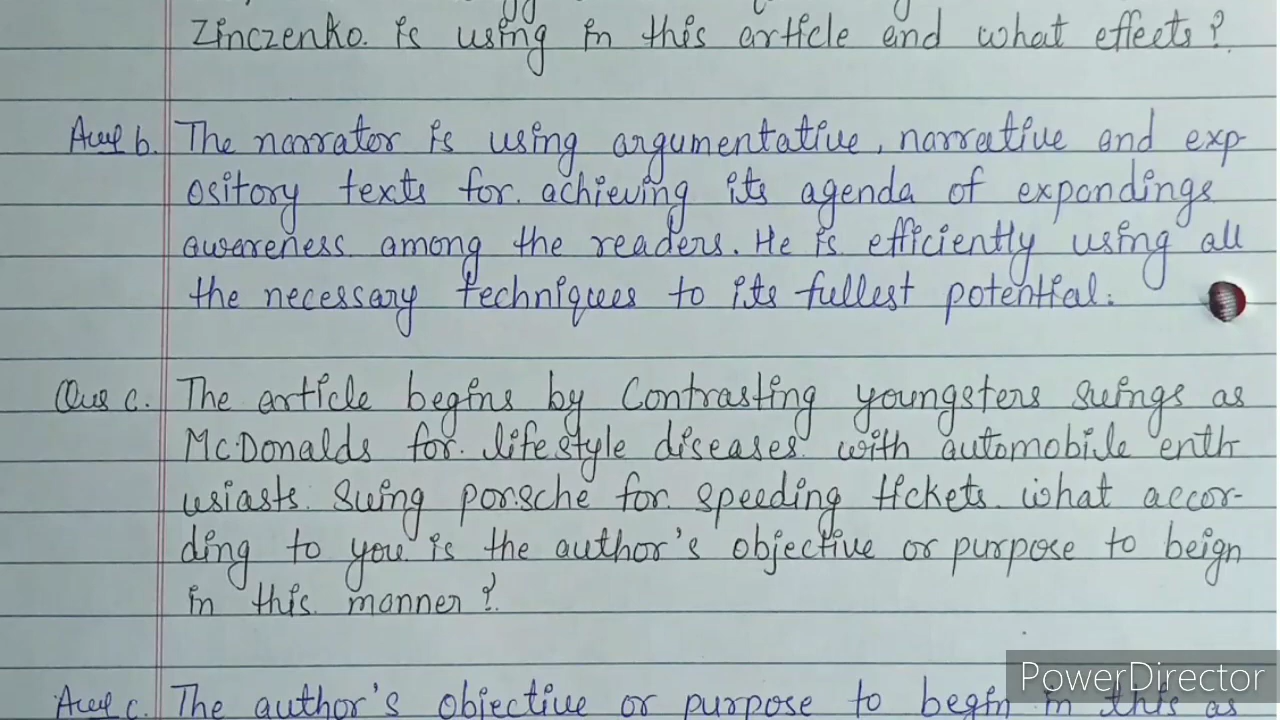 Zinczenko. is using in this article and what effects?
Ans b. The narrator is using argumentative, narrative and exp-
ository texts for achieving its agenda of expandings
awareness among the readers. He is efficiently using all
the necessary techniques to its fullest potential.
Que c. The article begins by Contrasting youngsters suings as
McDonalds for lifestyle diseases with automobile enth
usiasts suing porsche for speeding tickets what accor-
ding to you is the author's objective or purpose to beign
in this manner?
Ans c. The author's objective or purpose to begin in this as
PowerDirector